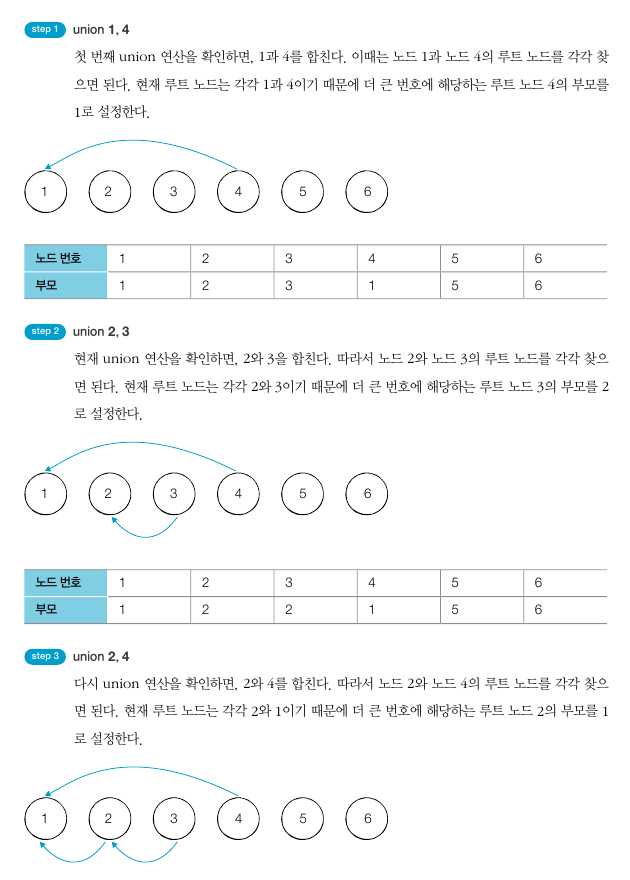 step 1 union 1, 4
첫 번째 union 연산을 확인하면, 1과 4를 합친다. 이때는 노드 1과 노드 4의 루트 노드를 각각 찾
으면 된다. 현재 루트 노드는 각각 1과 4이기 때문에 더 큰 번호에 해당하는 루트 노드 4의 부모를
1로 설정한다.
1 2 3 4 5 6
노드 번호 1 2 3 4 5 6
부모 1 2 3 1 5 6
step 2 union 2, 3
현재 union 연산을 확인하면, 2와 3을 합친다. 따라서 노드 2와 노드 3의 루트 노드를 각각 찾으
면 된다. 현재 루트 노드는 각각 2와 3이기 때문에 더 큰 번호에 해당하는 루트 노드 3의 부모를 2
로 설정한다.
1 2 3 4 5 6
노드 번호 1 2 3 4 5 6
부모 1 2 2 1 5 6
step 3 union 2, 4
다시 union 연산을 확인하면, 2와 4를 합친다. 따라서 노드 2와 노드 4의 루트 노드를 각각 찾으
면 된다. 현재 루트 노드는 각각 2와 1이기 때문에 더 큰 번호에 해당하는 루트 노드 2의 부모를 1
로 설정한다.
1 2 3 4 5 6